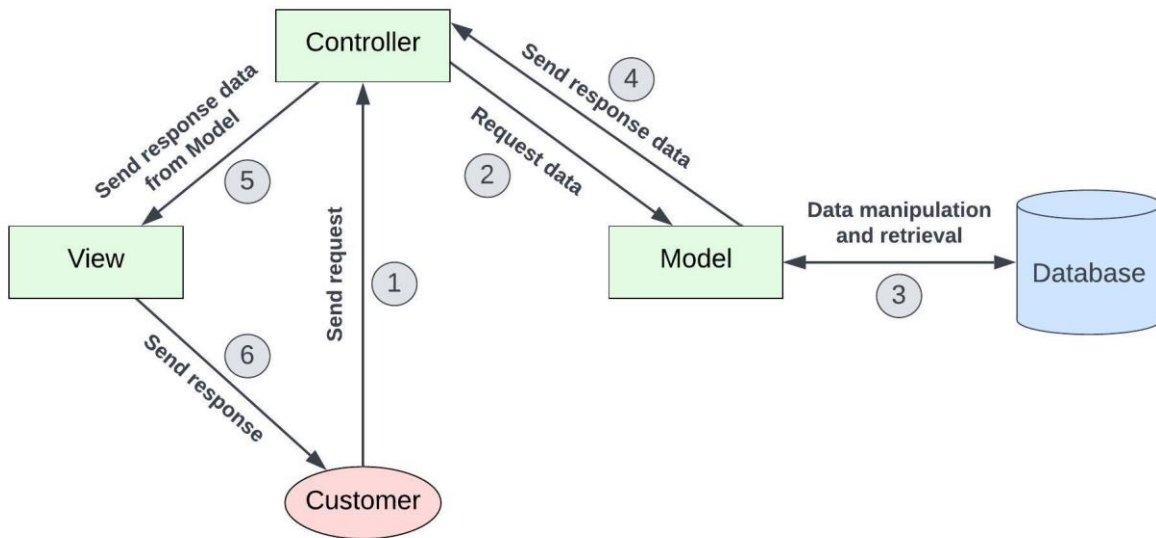 Controller
Send response data
from Model
5
Send request
1
Request data
2
Send response data
4
View
Model
Data manipulation
and retrieval
3
Database
Send response
6
Customer